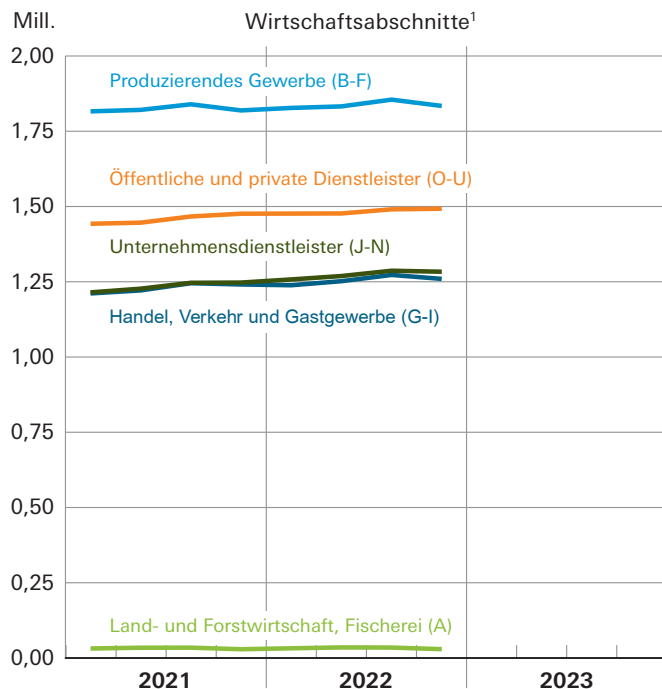 Mill.
Wirtschaftsabschnitte¹
2,00
Produzierendes Gewerbe (B-F)
1,75
Öffentliche und private Dienstleister (O-U)
1,50
Unternehmensdienstleister (J-N)
1,25
Handel, Verkehr und Gastgewerbe (G-I)
1,00
0,75
0,50
0,25
Land- und Forstwirtschaft, Fischerei (A)
0,00
2021 2022 2023